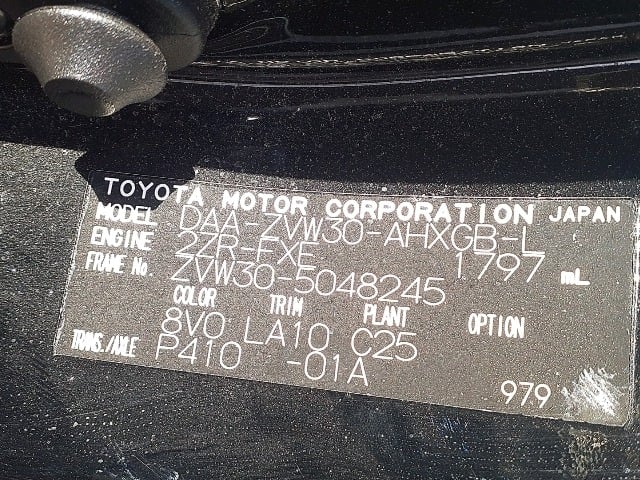 TOYOTA MOTOR CORPORATION JAPAN
MODEL DAA-ZVW30-AHXGB-L
ENGINE 2ZR-FXE 1797 mL
FRAME No ZVW30-5048245
COLOR TRIM PLANT OPTION
8V0 LA10 C25
TRANS./AXLE P410 -01A
979